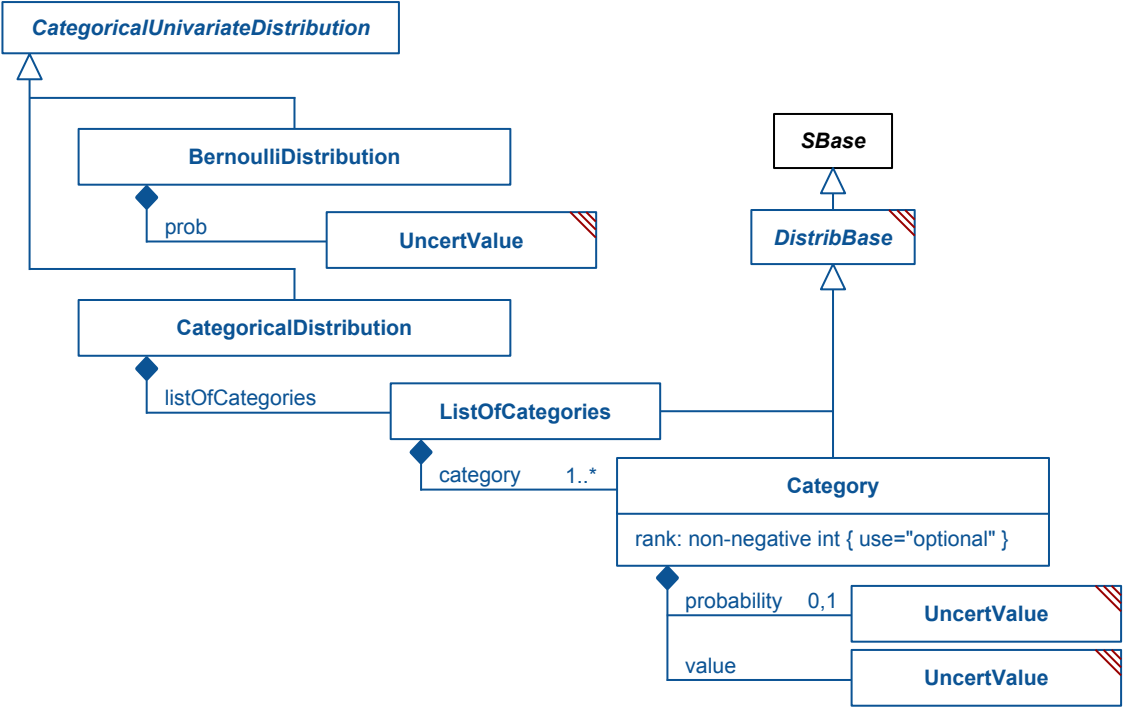 CategoricalUnivariateDistribution
BernoulliDistribution
SBase
prob
UncertValue
DistribBase
CategoricalDistribution
listOfCategories
ListOfCategories
category 1..*
Category
rank: non-negative int { use="optional" }
probability 0,1
UncertValue
value
UncertValue